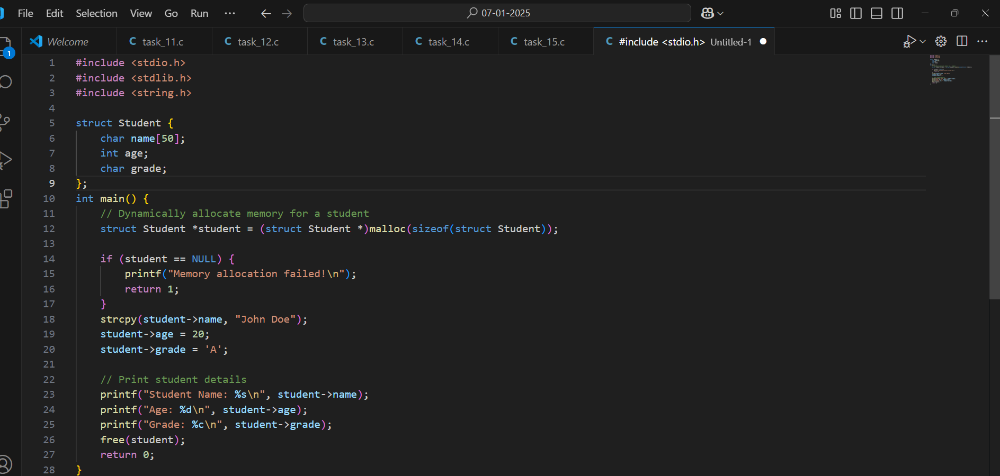 File Edit Selection View Go Run ··· 07-01-2025
1 Welcome C task_11.c C task_12.c C task_13.c C task_14.c C task_15.c C #include <stdio.h> Untitled-1
1 #include <stdio.h>
2 #include <stdlib.h>
3 #include <string.h>
4
5 struct Student {
6     char name[50];
7     int age;
8     char grade;
9 };
10 int main() {
11     // Dynamically allocate memory for a student
12     struct Student *student = (struct Student *)malloc(sizeof(struct Student));
13
14     if (student == NULL) {
15         printf("Memory allocation failed!\n");
16         return 1;
17     }
18     strcpy(student->name, "John Doe");
19     student->age = 20;
20     student->grade = 'A';
21
22     // Print student details
23     printf("Student Name: %s\n", student->name);
24     printf("Age: %d\n", student->age);
25     printf("Grade: %c\n", student->grade);
26     free(student);
27     return 0;
28 }